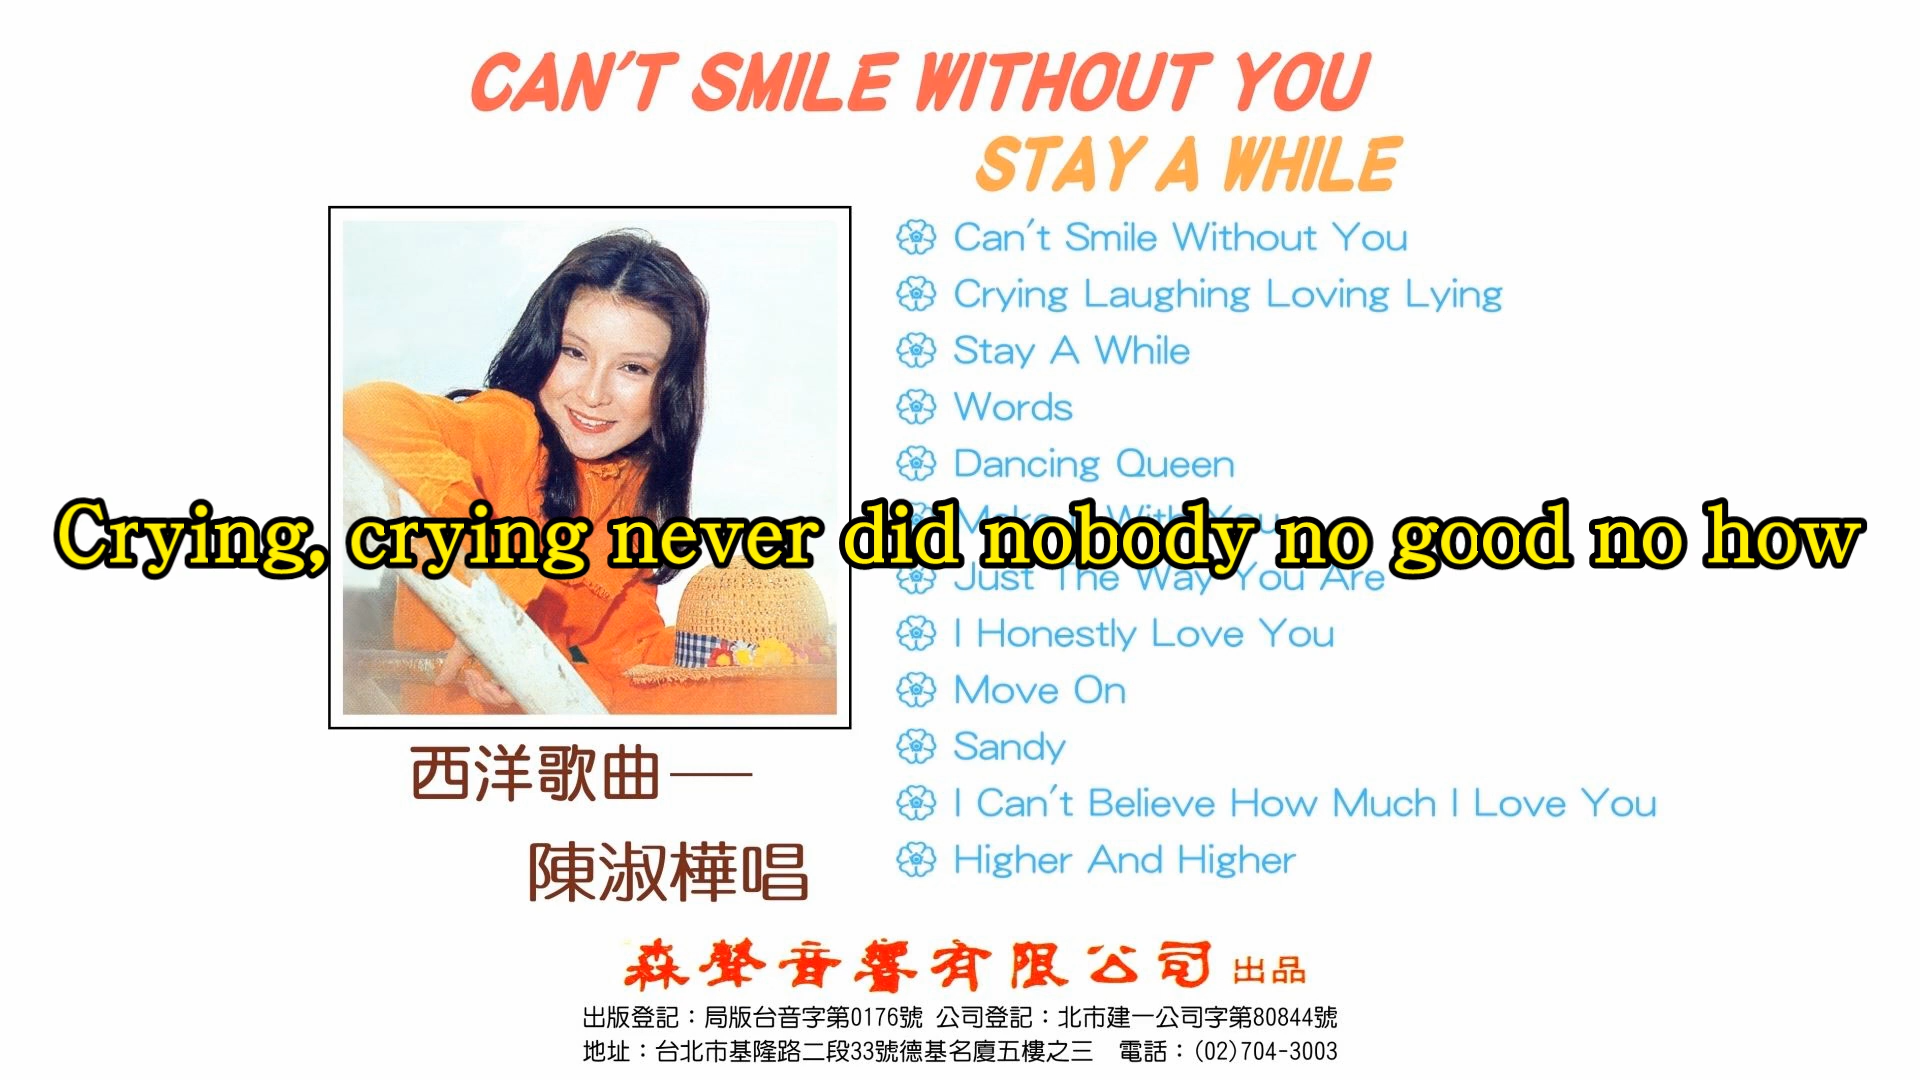 CAN'T SMILE WITHOUT YOU
STAY A WHILE
Can't Smile Without You
Crying Laughing Loving Lying
Stay A While
Words
Dancing Queen
Make It With You
Crying, crying never did nobody no good no how
Just The Way You Are
I Honestly Love You
Move On
Sandy
I Can't Believe How Much I Love You
Higher And Higher
西洋歌曲—
陳淑樺唱
森聲音響有限公司 出品
出版登記：局版台音字第0176號 公司登記：北市建一公司字第80844號
地址：台北市基隆路二段33號德基名廈五樓之三 電話：(02)704-3003